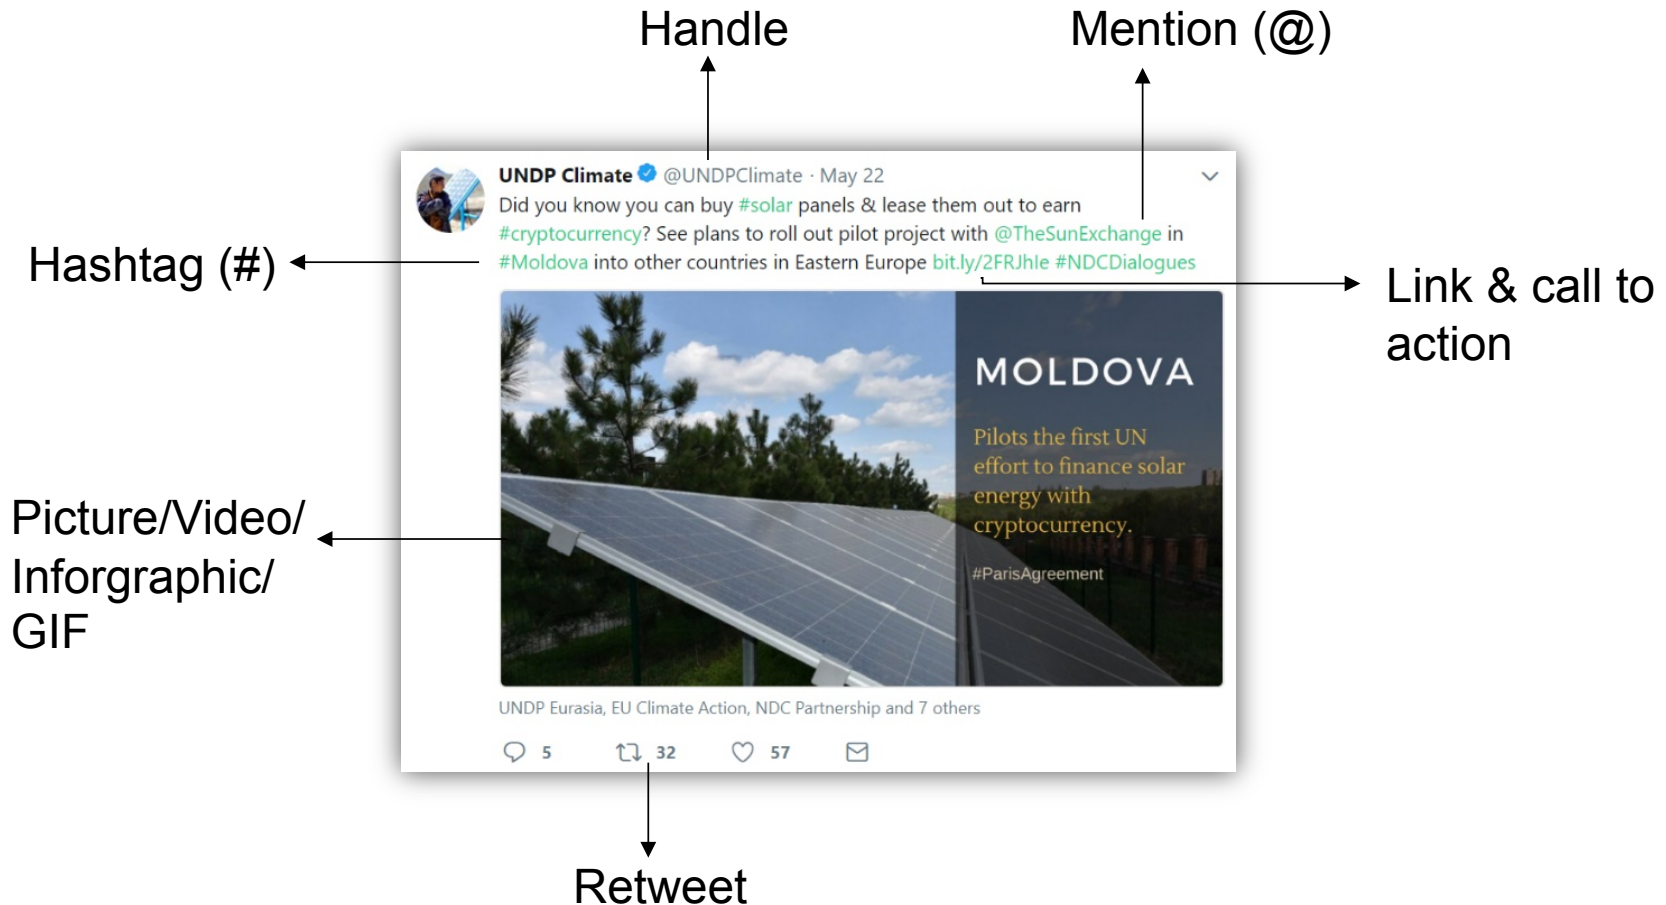 Handle
Mention (@)
UNDP Climate @UNDPClimate · May 22
Did you know you can buy #solar panels & lease them out to earn
#cryptocurrency? See plans to roll out pilot project with @TheSunExchange in
#Moldova into other countries in Eastern Europe bit.ly/2FRJhIe #NDCDialogues
Hashtag (#)
Link & call to
action
MOLDOVA
Pilots the first UN
effort to finance solar
energy with
cryptocurrency.
#ParisAgreement
Picture/Video/
Inforgraphic/
GIF
UNDP Eurasia, EU Climate Action, NDC Partnership and 7 others
5 32 57
Retweet